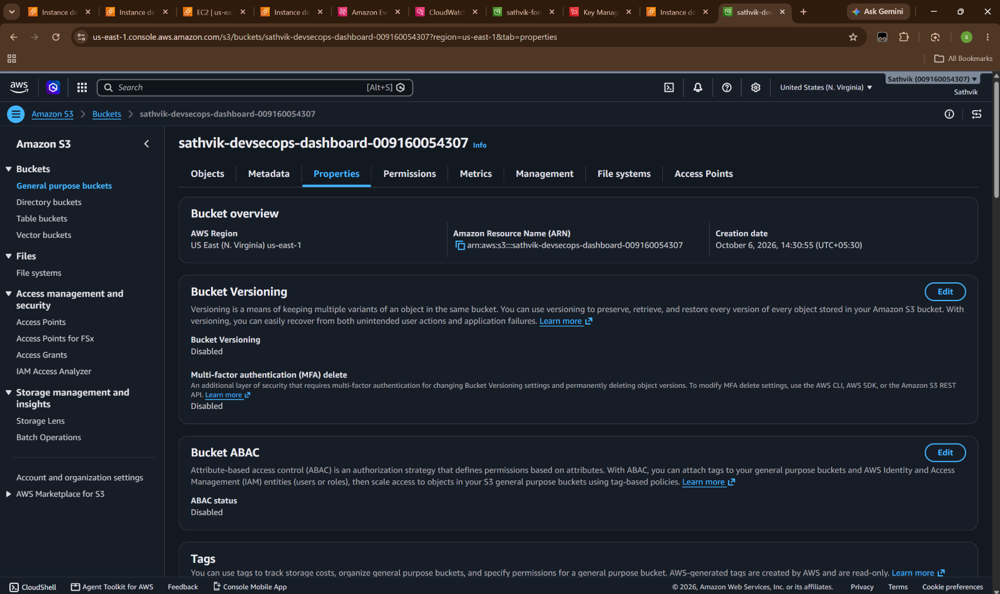 Instance de
Instance de
EC2 | us-ea
Instance de
Amazon Ev
CloudWatc
sathvik-for
Key Manag
Instance de
sathvik-dev
Ask Gemini
us-east-1.console.aws.amazon.com/s3/buckets/sathvik-devsecops-dashboard-009160054307?region=us-east-1&tab=properties
S
All Bookmarks
aws
Search
[Alt+S]
United States (N. Virginia)
Sathvik (009160054307)
Sathvik
Amazon S3
Buckets
sathvik-devsecops-dashboard-009160054307
Amazon S3
Buckets
General purpose buckets
Directory buckets
Table buckets
Vector buckets
Files
File systems
Access management and
security
Access Points
Access Points for FSx
Access Grants
IAM Access Analyzer
Storage management and
insights
Storage Lens
Batch Operations
Account and organization settings
AWS Marketplace for S3
sathvik-devsecops-dashboard-009160054307 Info
Objects
Metadata
Properties
Permissions
Metrics
Management
File systems
Access Points
Bucket overview
AWS Region
US East (N. Virginia) us-east-1
Amazon Resource Name (ARN)
arn:aws:s3:::sathvik-devsecops-dashboard-009160054307
Creation date
October 6, 2026, 14:30:55 (UTC+05:30)
Bucket Versioning
Edit
Versioning is a means of keeping multiple variants of an object in the same bucket. You can use versioning to preserve, retrieve, and restore every version of every object stored in your Amazon S3 bucket. With
versioning, you can easily recover from both unintended user actions and application failures. Learn more
Bucket Versioning
Disabled
Multi-factor authentication (MFA) delete
An additional layer of security that requires multi-factor authentication for changing Bucket Versioning settings and permanently deleting object versions. To modify MFA delete settings, use the AWS CLI, AWS SDK, or the Amazon S3 REST
API. Learn more
Disabled
Bucket ABAC
Edit
Attribute-based access control (ABAC) is an authorization strategy that defines permissions based on attributes. With ABAC, you can attach tags to your general purpose buckets and AWS Identity and Access
Management (IAM) entities (users or roles), then scale access to objects in your S3 general purpose buckets using tag-based policies. Learn more
ABAC status
Disabled
Tags
You can use tags to track storage costs, organize general purpose buckets, and specify permissions for a general purpose bucket. AWS-generated tags are created by AWS and are read-only. Learn more
CloudShell
Agent Toolkit for AWS
Feedback
Console Mobile App
© 2026, Amazon Web Services, Inc. or its affiliates.
Privacy
Terms
Cookie preferences